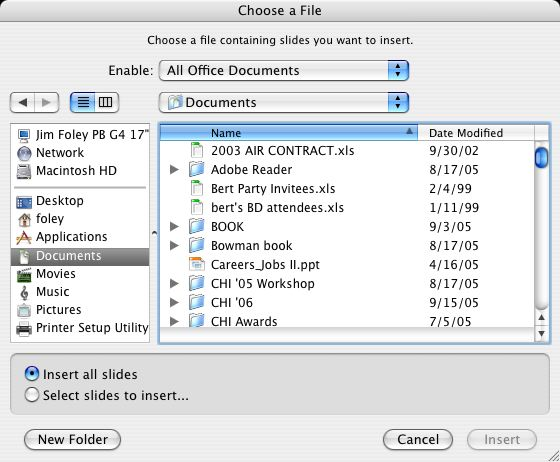 Choose a File
Choose a file containing slides you want to insert.
Enable: All Office Documents
Documents
Jim Foley PB G4 17"
Network
Macintosh HD
Desktop
foley
Applications
Documents
Movies
Music
Pictures
Printer Setup Utility
Name Date Modified
2003 AIR CONTRACT.xls 9/30/02
Adobe Reader 8/17/05
Bert Party Invitees.xls 2/4/99
bert's BD attendees.xls 1/11/99
BOOK 9/3/05
Bowman book 8/17/05
Careers_Jobs II.ppt 4/16/05
CHI '05 Workshop 8/17/05
CHI '06 9/15/05
CHI Awards 7/5/05
Insert all slides
Select slides to insert...
New Folder Cancel Insert